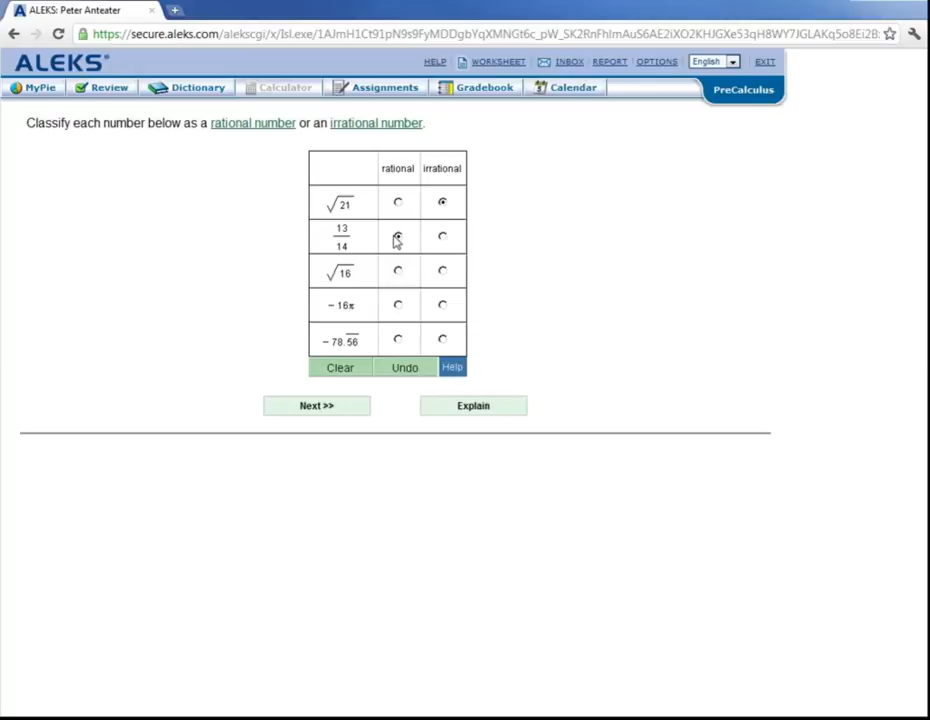 ALEKS: Peter Anteater
https://secure.aleks.com/alekscgi/x/Isl.exe/1AJmH1Ct91pN9s9FyMDDgbYqXMNGt6c_pW_SK2RnFhImAuS6AE2iXO2KHJGXe53qH8WY7JGLAKq5o8Ei2B
ALEKS® HELP WORKSHEET INBOX REPORT OPTIONS English EXIT
MyPie Review Dictionary Calculator Assignments Gradebook Calendar PreCalculus
Classify each number below as a rational number or an irrational number.
rational irrational
√21
13
14
√16
− 16π
− 78.5̅6̅
Clear Undo Help
Next >> Explain